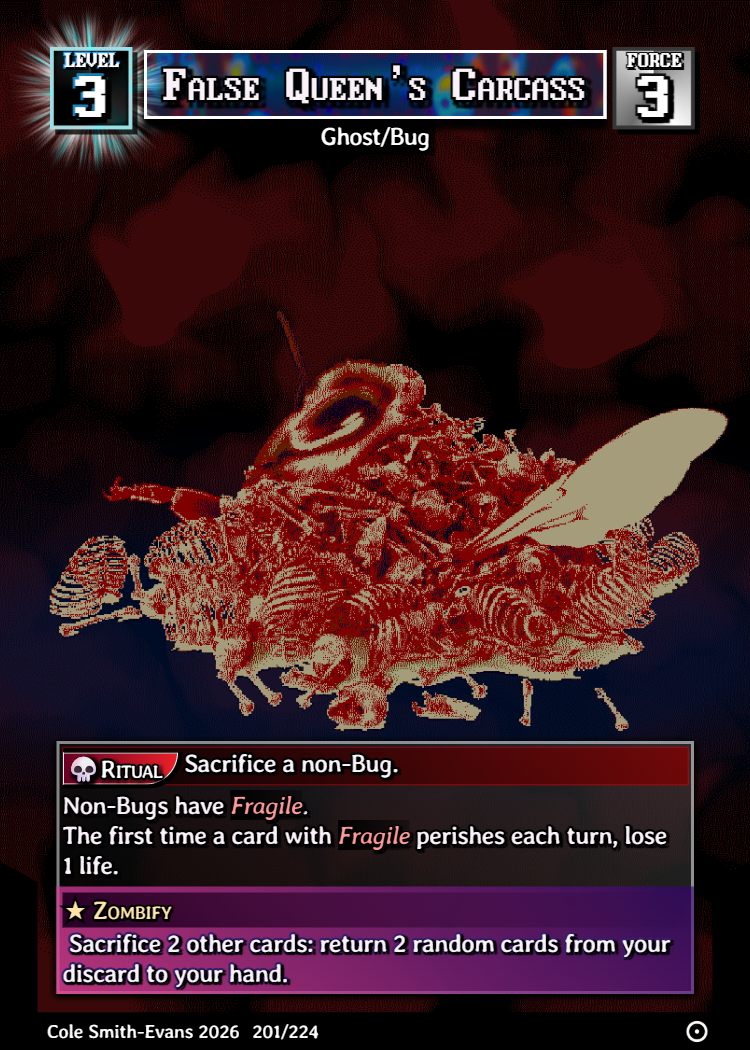 LEVEL
3
False Queen's Carcass
FORCE
3
Ghost/Bug
Ritual Sacrifice a non-Bug.
Non-Bugs have Fragile.
The first time a card with Fragile perishes each turn, lose
1 life.
★ Zombify
Sacrifice 2 other cards: return 2 random cards from your
discard to your hand.
Cole Smith-Evans 2026 201/224